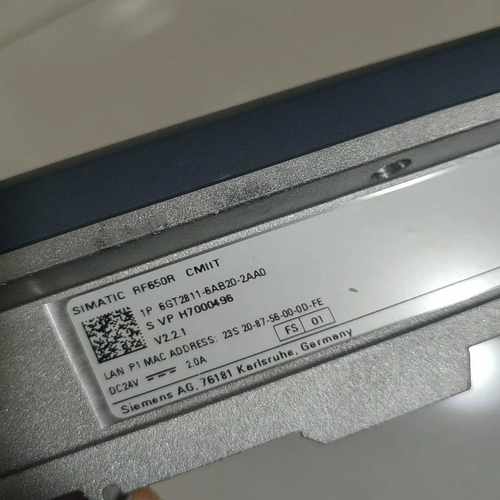 SIMATIC RF650R CMIIT
1P 6GT2811-6AB20-2AA0
S VP H7000496
V2.2.1
LAN P1 MAC ADDRESS: 23S 20-87-56-00-0D-FE
DC24V 2.0A
FS 01
Siemens AG, 76181 Karlsruhe, Germany